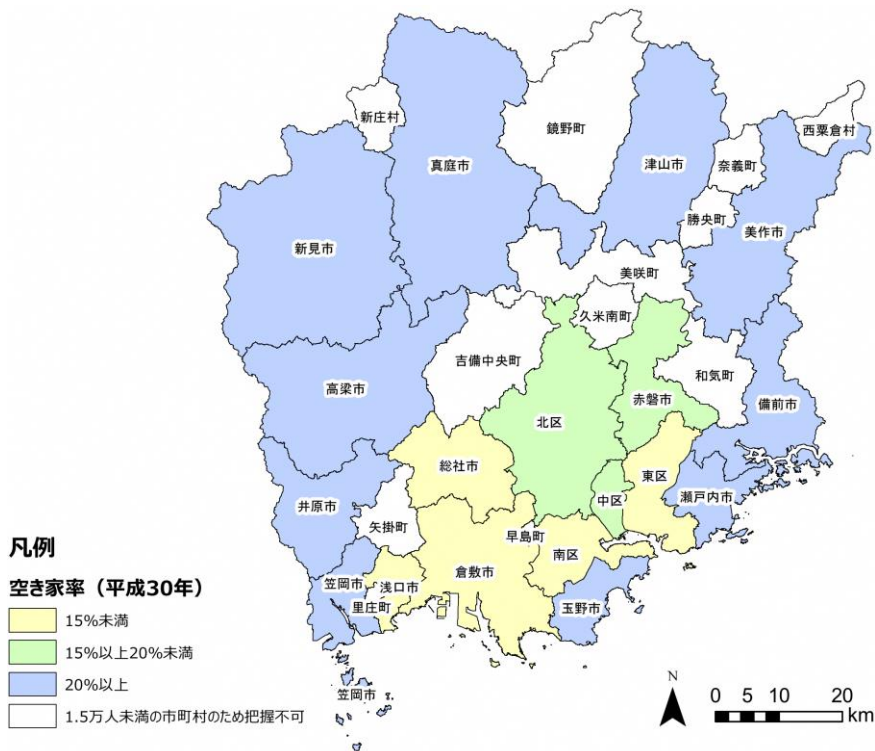 新庄村
鏡野町
西粟倉村
真庭市
津山市
奈義町
勝央町
美作市
新見市
美咲町
久米南町
吉備中央町
和気町
高梁市
赤磐市
備前市
北区
総社市
東区
井原市
中区
瀬戸内市
矢掛町
早島町
南区
倉敷市
笠岡市
浅口市
里庄町
玉野市
笠岡市
凡例
空き家率（平成30年）
15％未満
15％以上20％未満
20％以上
1.5万人未満の市町村のため把握不可
N
0 5 10 20
km